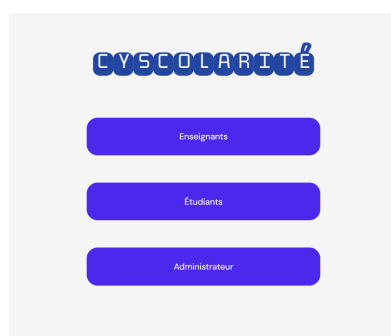 CYSCOLARITÉ
Enseignants
Étudiants
Administrateur